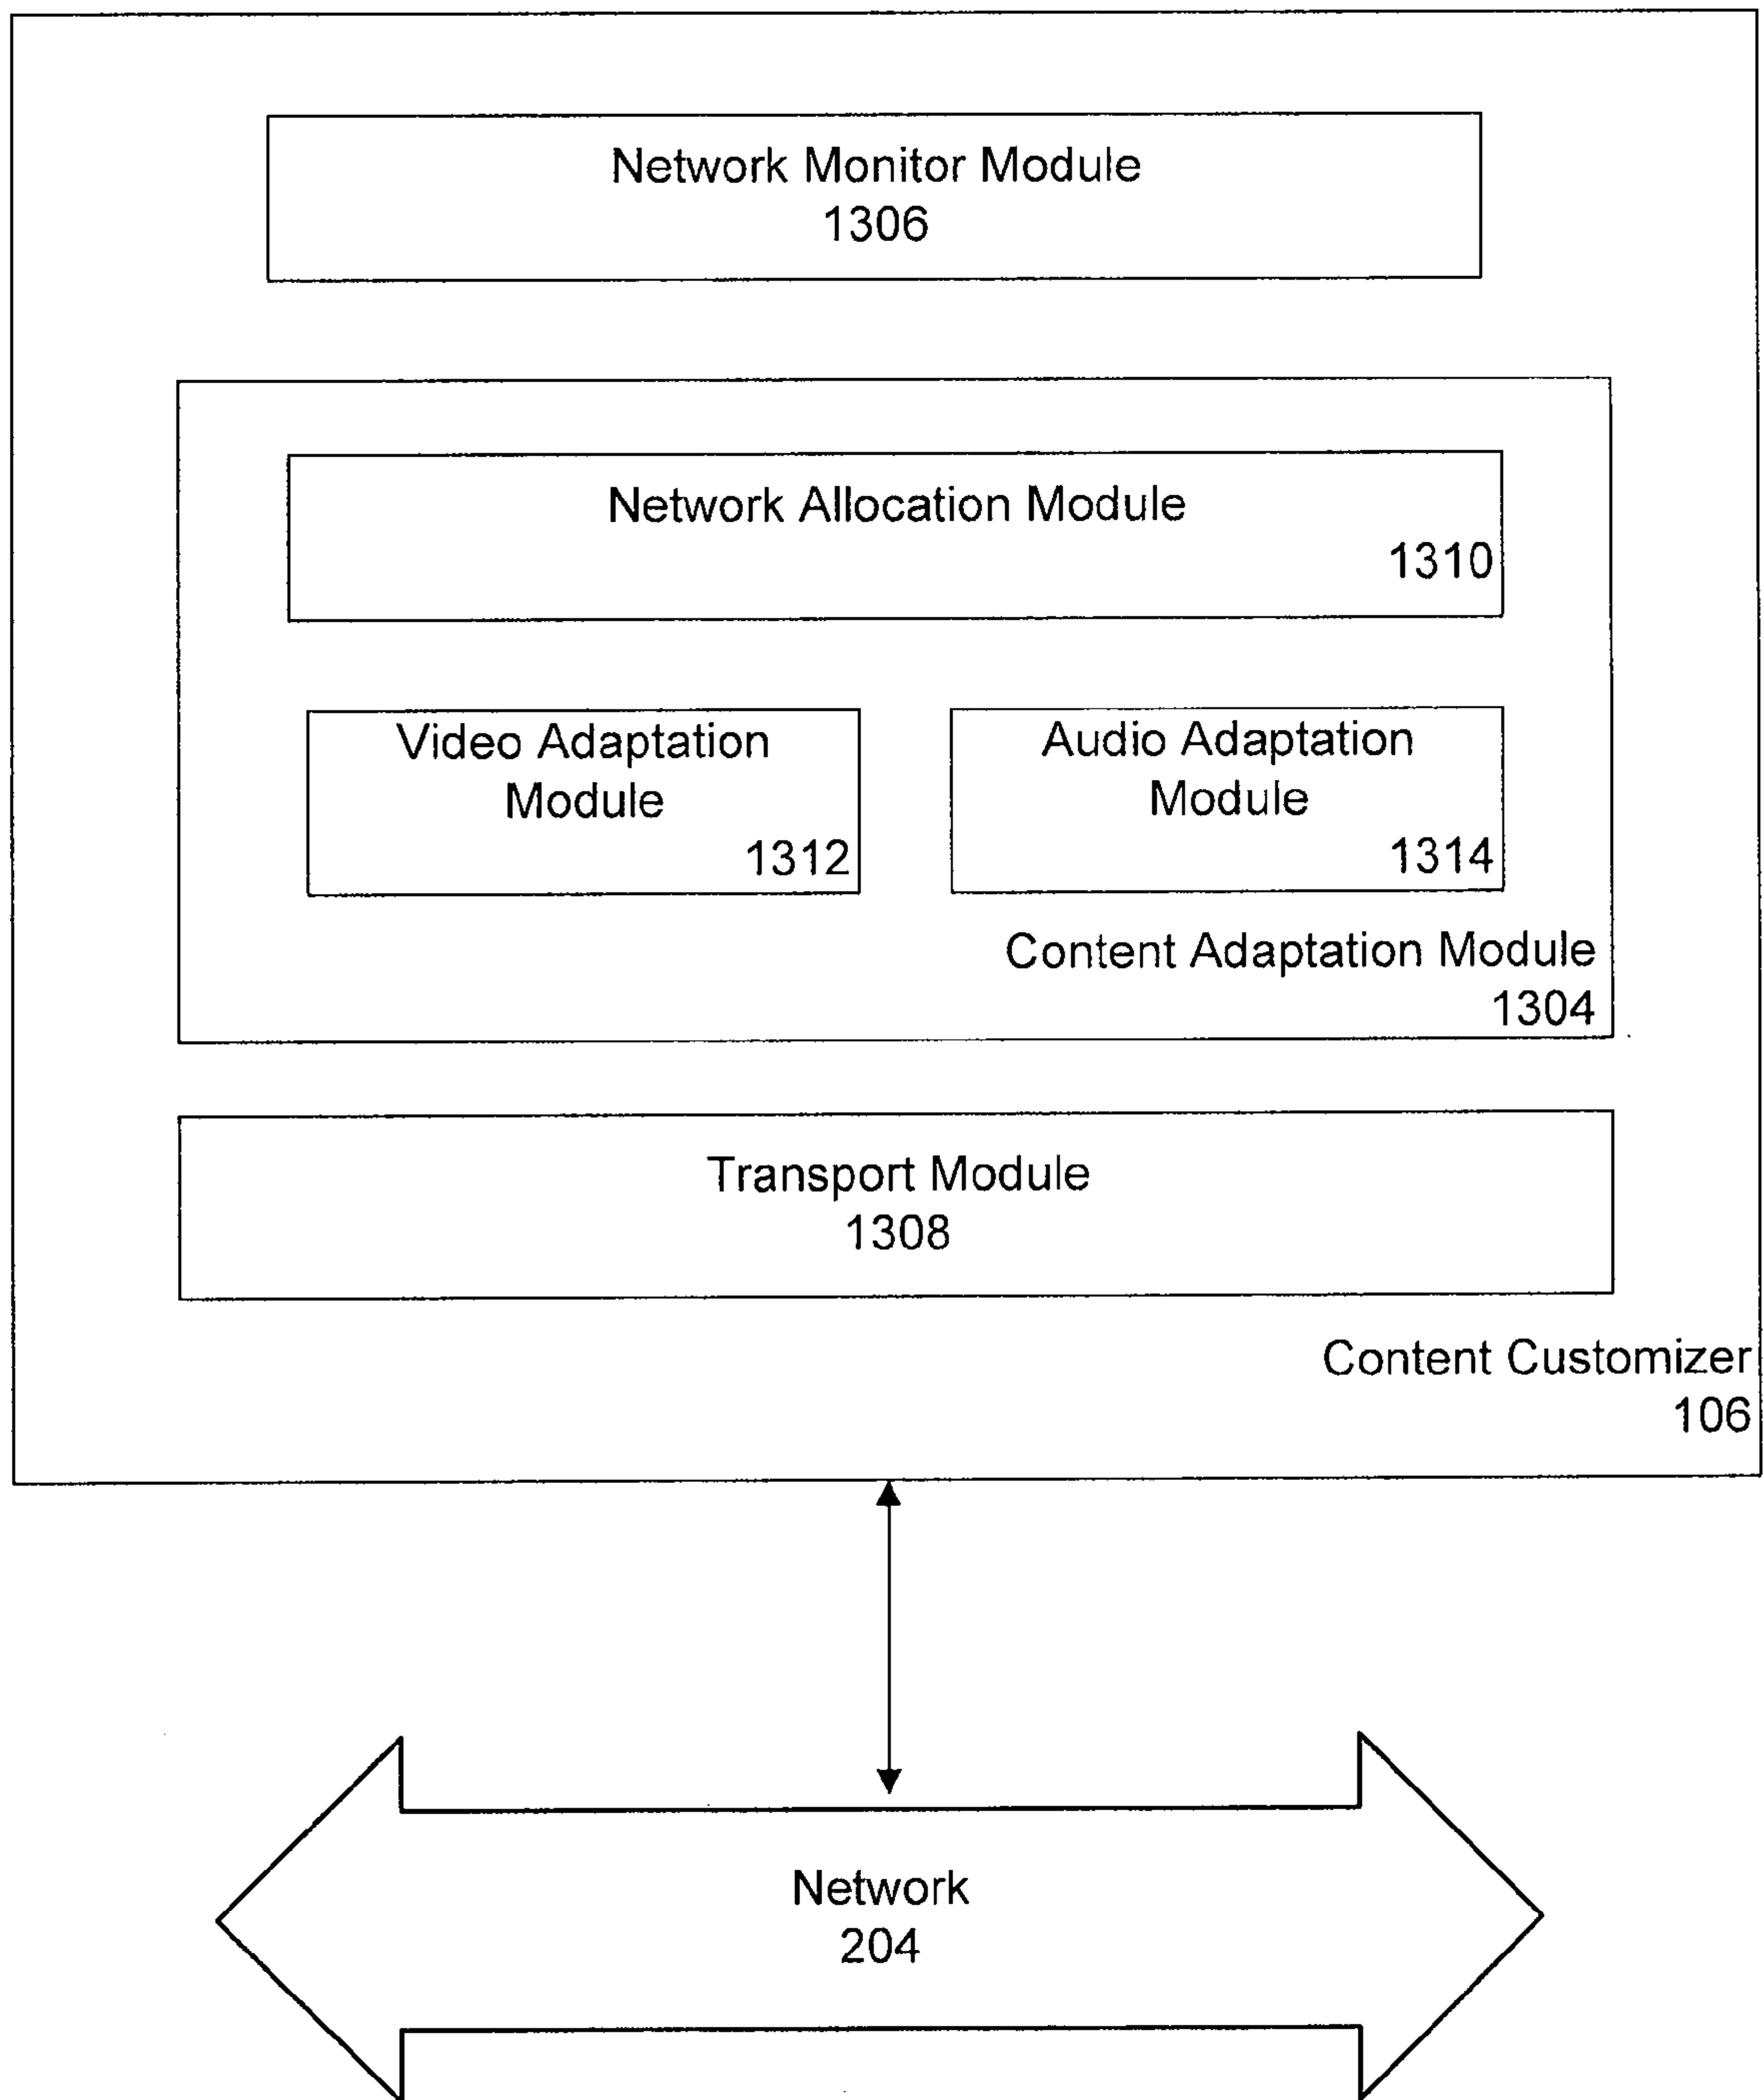 Network Monitor Module
1306
Network Allocation Module
1310
Video Adaptation
Module
1312
Audio Adaptation
Module
1314
Content Adaptation Module
1304
Transport Module
1308
Content Customizer
106
Network
204